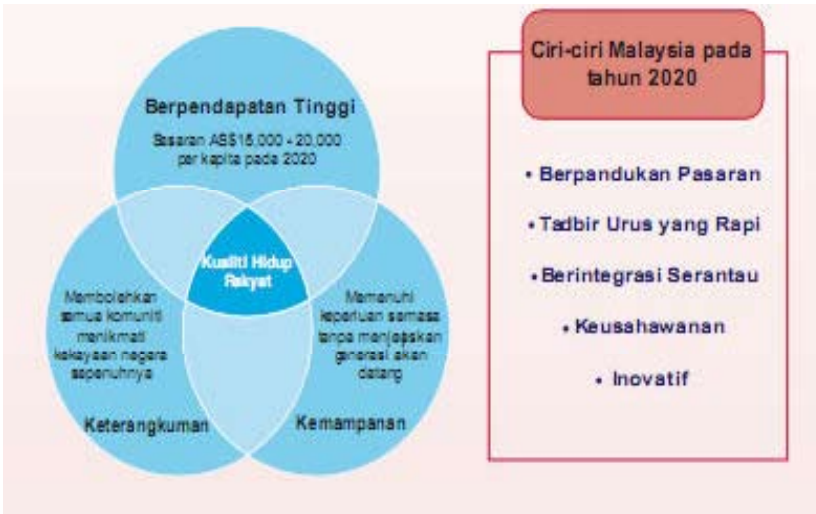 Berpendapatan Tinggi
Sasaran AS$15,000 - 20,000
per kapita pada 2020
Kualiti Hidup
Rakyat
Membolehkan
semua komuniti
menikmati
kekayaan negara
sepenuhnya
Keterangkuman
Memenuhi
keperluan semasa
tanpa menjejaskan
generasi akan
datang
Kemampanan
Ciri-ciri Malaysia pada
tahun 2020
• Berpandukan Pasaran
• Tadbir Urus yang Rapi
• Berintegrasi Serantau
• Keusahawanan
• Inovatif